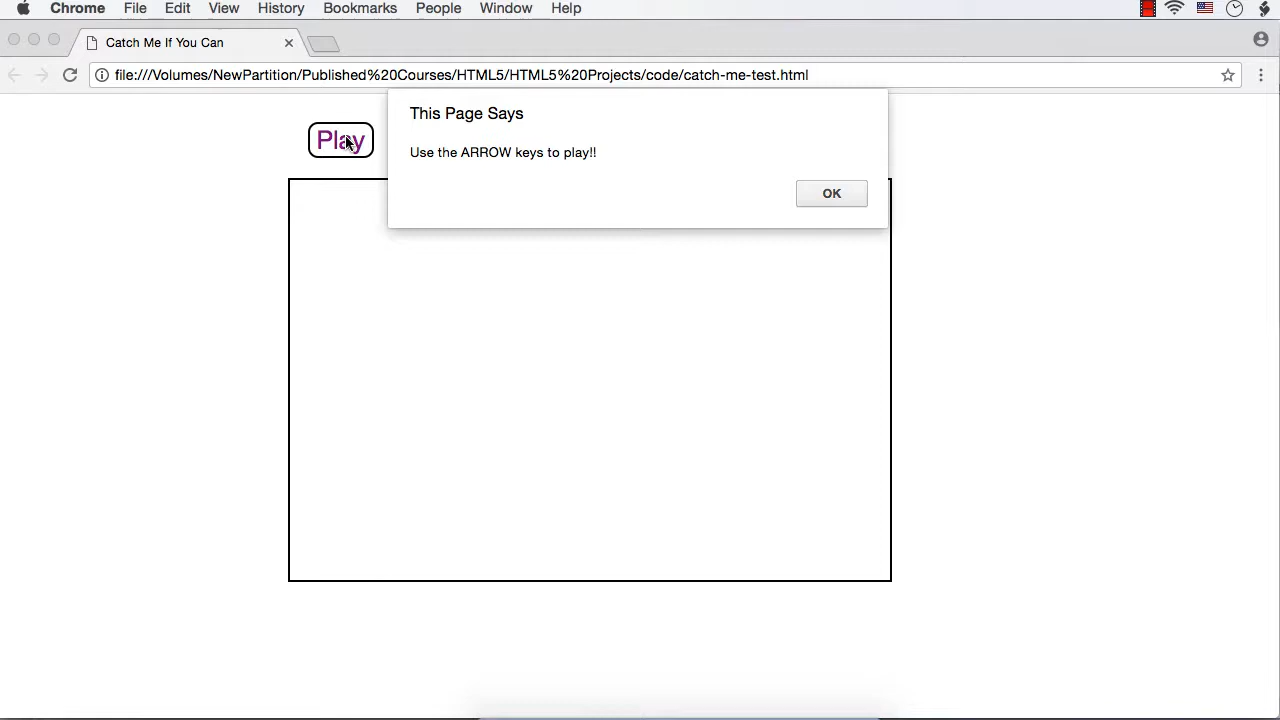 Chrome File Edit View History Bookmarks People Window Help
Catch Me If You Can
file:///Volumes/NewPartition/Published%20Courses/HTML5/HTML5%20Projects/code/catch-me-test.html
This Page Says
Play
Use the ARROW keys to play!!
OK